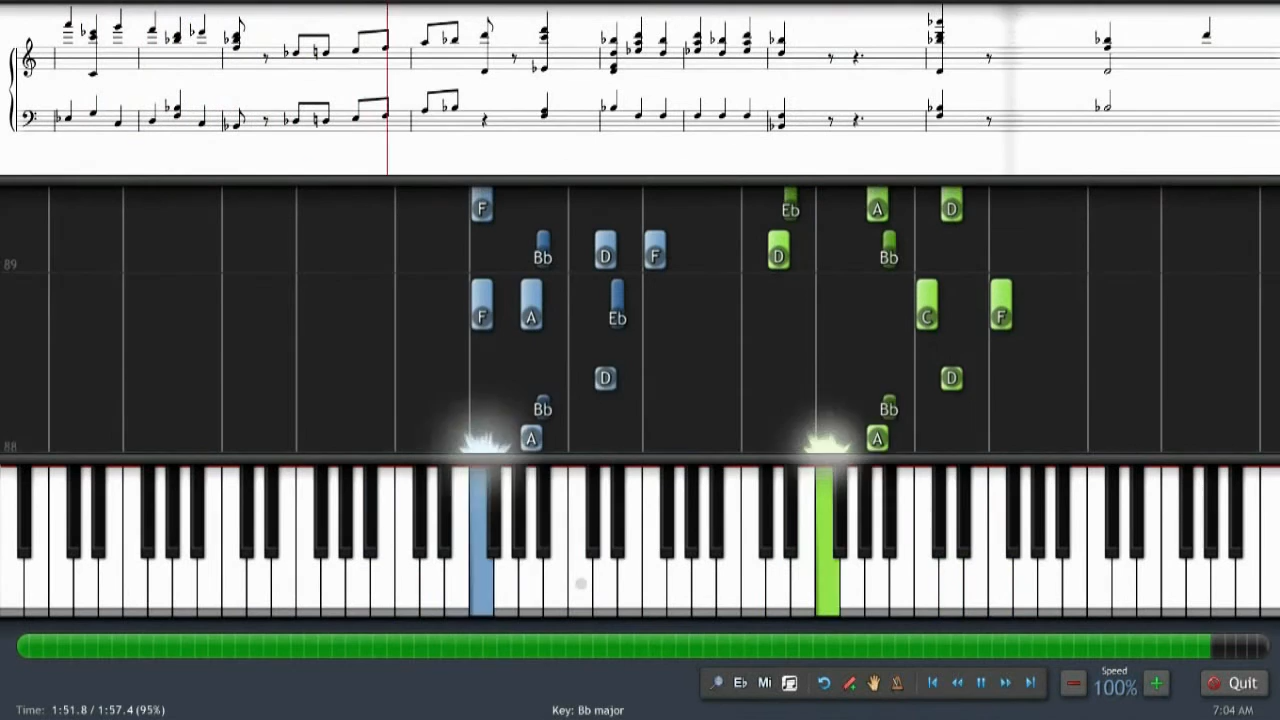 F Eb A D
Bb D F D Bb
89
F A Eb C F
D D
Bb Bb
88 A A
Eb Mi
Speed
100%
Quit
Time: 1:51.8 / 1:57.4 (95%) Key: Bb major 7:04 AM